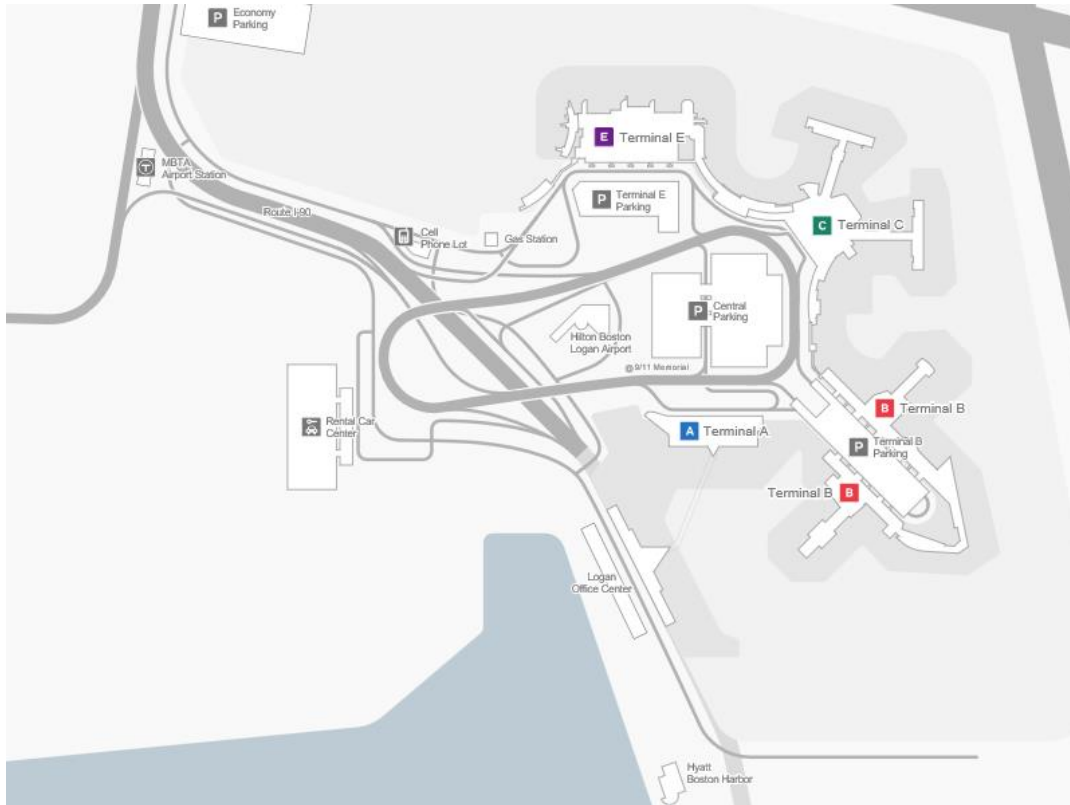 P Economy
Parking
MBTA
Airport Station
T
E Terminal E
P Terminal E
Parking
Route I-90
Cell
Phone Lot
Gas Station
C Terminal C
P Central
Parking
Hilton Boston
Logan Airport
@ 9/11 Memorial
Rental Car
Center
A Terminal A
B Terminal B
P Terminal B
Parking
Terminal B B
Logan
Office Center
Hyatt
Boston Harbor